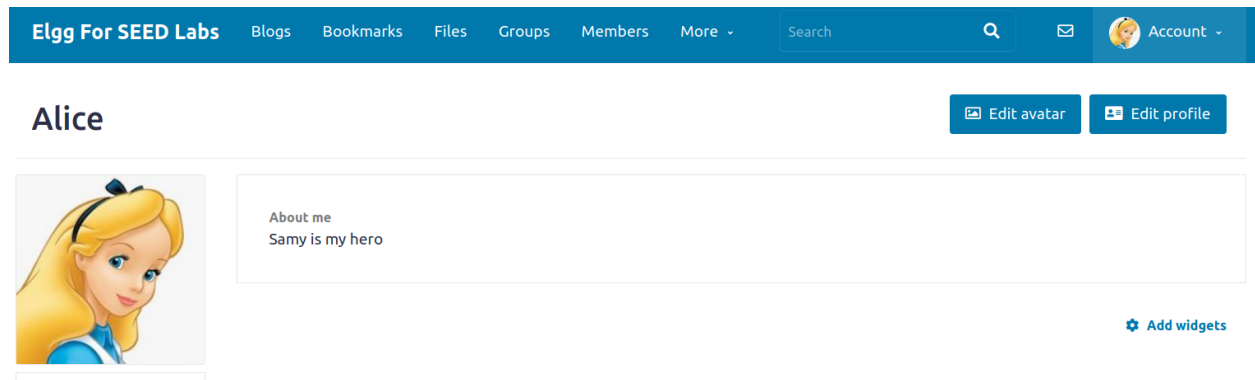 Elgg For SEED Labs Blogs Bookmarks Files Groups Members More Search Account
Alice Edit avatar Edit profile
About me
Samy is my hero
Add widgets